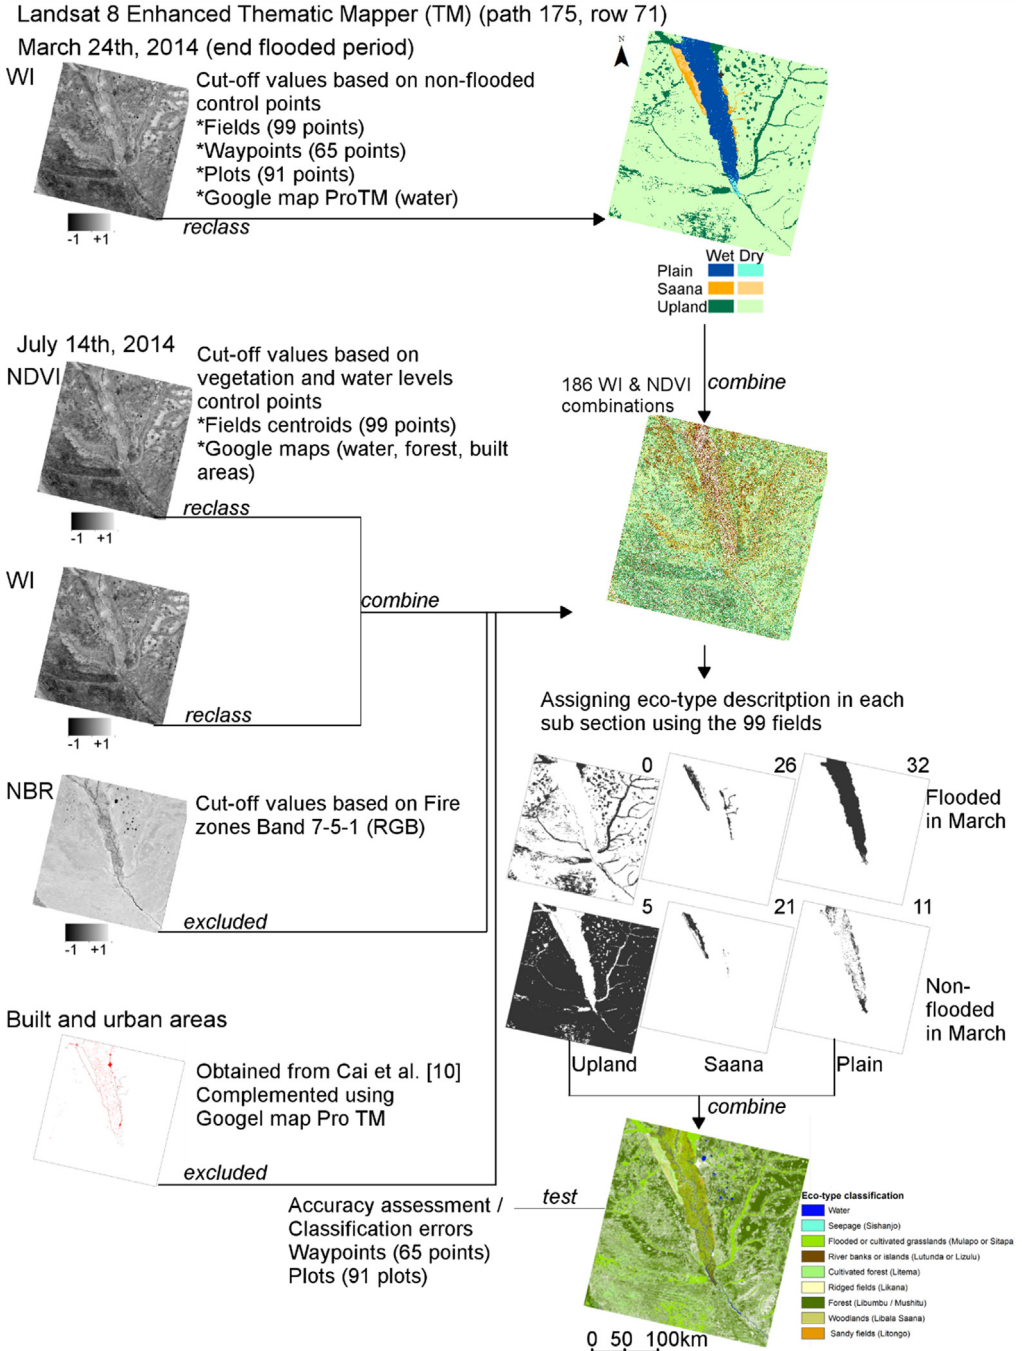 Landsat 8 Enhanced Thematic Mapper (TM) (path 175, row 71)
March 24th, 2014 (end flooded period)
WI
Cut-off values based on non-flooded
control points
*Fields (99 points)
*Waypoints (65 points)
*Plots (91 points)
*Google map ProTM (water)
reclass
-1 +1
N
Wet Dry
Plain
Saana
Upland
July 14th, 2014
NDVI
Cut-off values based on
vegetation and water levels
control points
*Fields centroids (99 points)
*Google maps (water, forest, built
areas)
reclass
-1 +1
186 WI & NDVI
combinations
combine
WI
combine
reclass
-1 +1
Assigning eco-type descritption in each
sub section using the 99 fields
NBR
Cut-off values based on Fire
zones Band 7-5-1 (RGB)
excluded
-1 +1
0 26 32
Flooded
in March
5 21 11
Non-
flooded
in March
Upland Saana Plain
combine
Built and urban areas
Obtained from Cai et al. [10]
Complemented using
Googel map Pro TM
excluded
Accuracy assessment /
Classification errors
Waypoints (65 points)
Plots (91 plots)
test
Eco-type classification
Water
Seepage (Sishanjo)
Flooded or cultivated grasslands (Mulapo or Sitapa
River banks or islands (Lutunda or Lizulu)
Cultivated forest (Litema)
Ridged fields (Likana)
Forest (Libumbu / Mushitu)
Woodlands (Libala Saana)
Sandy fields (Litongo)
0 50 100km